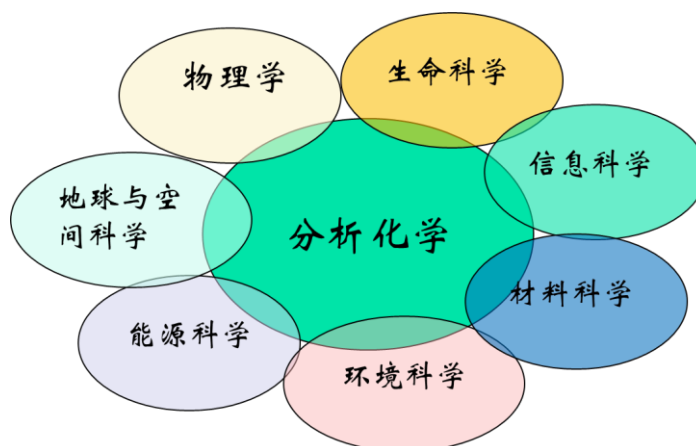 物理学
生命科学
信息科学
地球与空
间科学
分析化学
材料科学
能源科学
环境科学